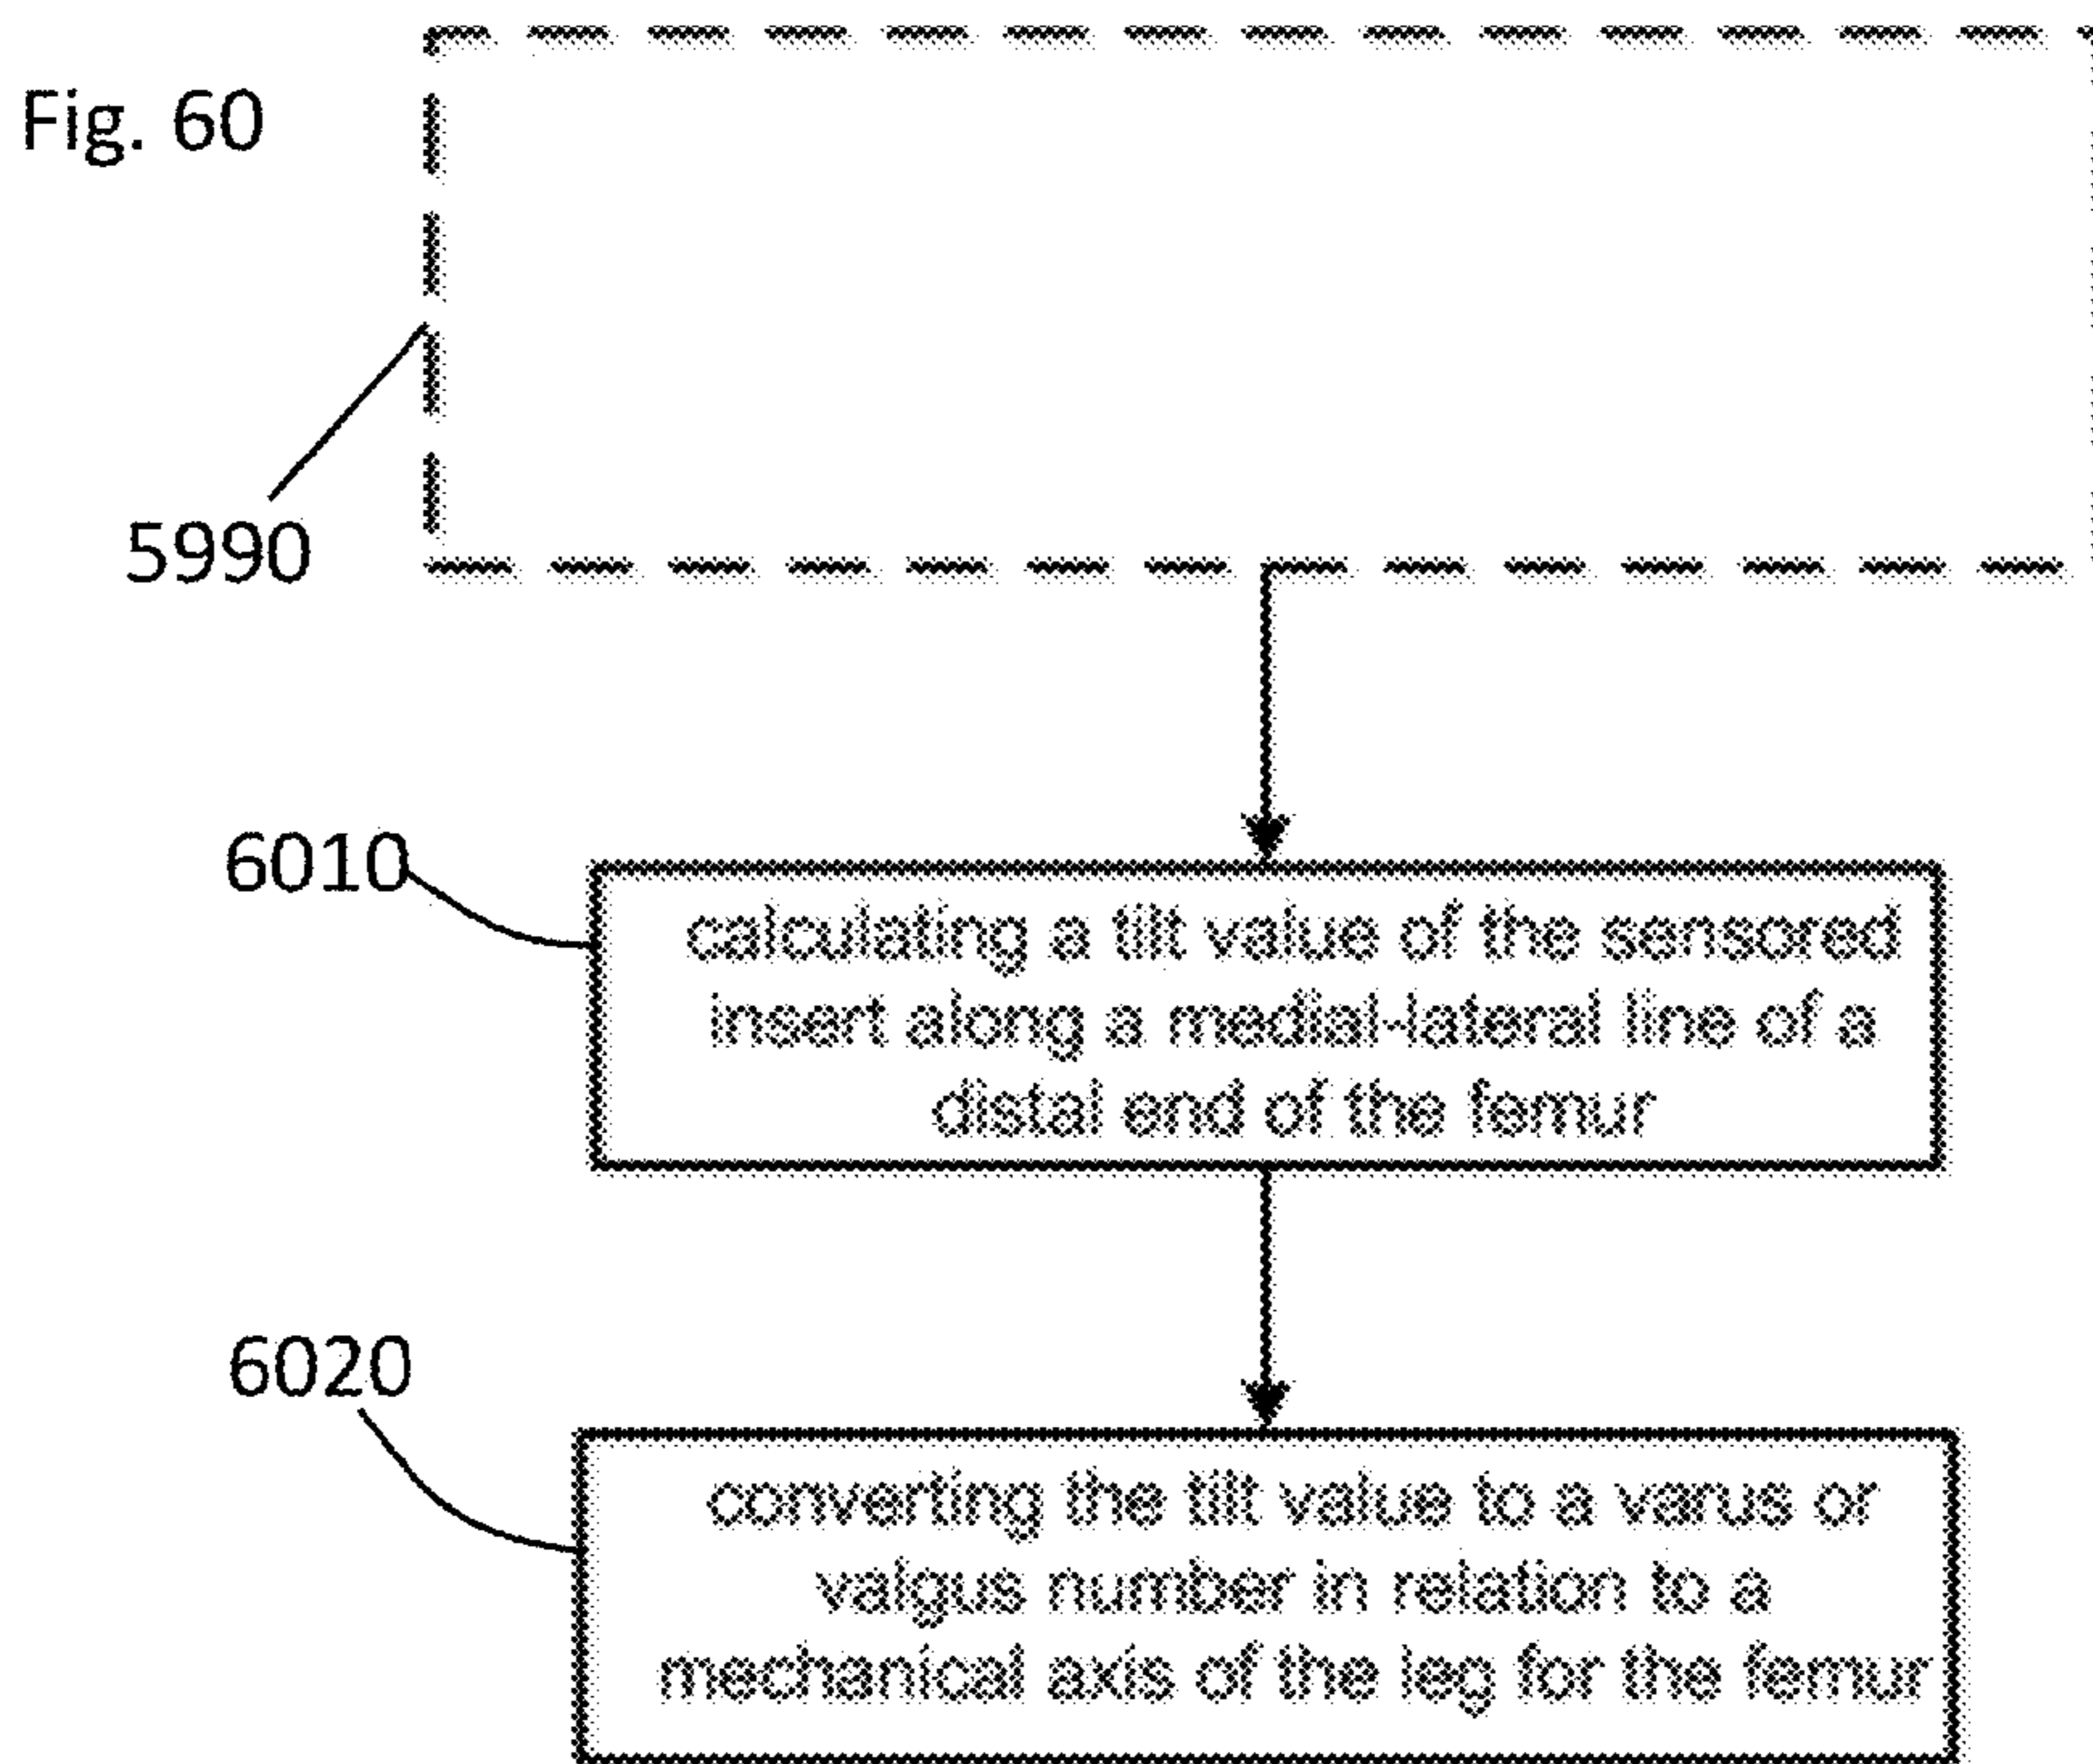 Fig. 60
5990
6010
calculating a tilt value of the sensored
insert along a medial-lateral line of a
distal end of the femur
6020
converting the tilt value to a varus or
valgus number in relation to a
mechanical axis of the leg for the femur